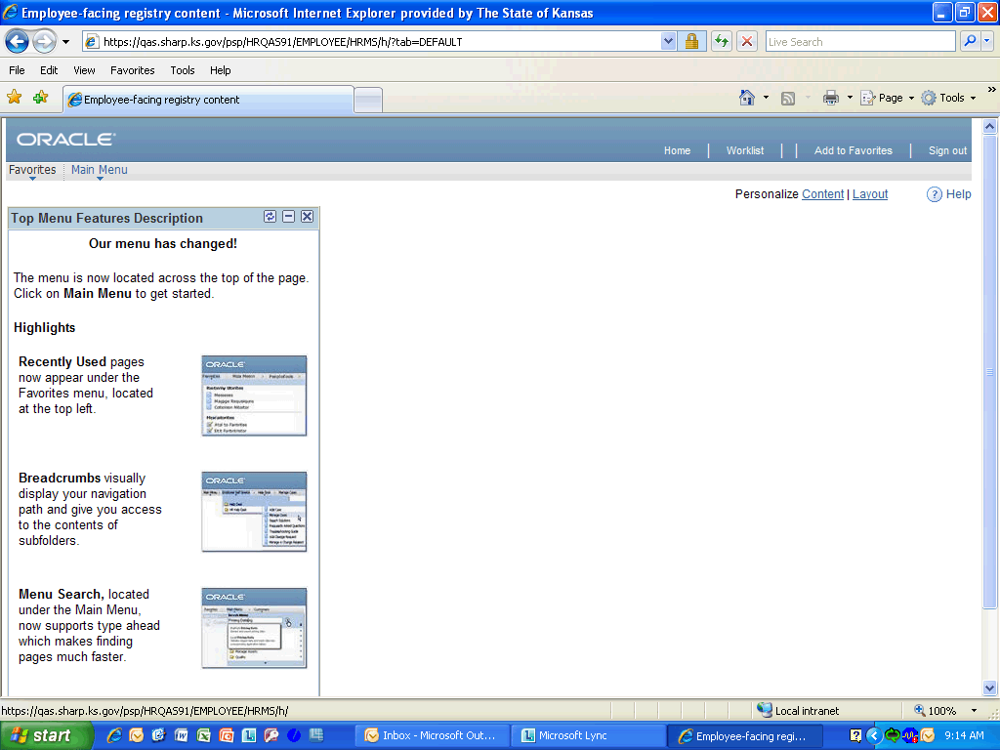 Employee-facing registry content - Microsoft Internet Explorer provided by The State of Kansas
https://qas.sharp.ks.gov/psp/HRQAS91/EMPLOYEE/HRMS/h/?tab=DEFAULT
Live Search
File Edit View Favorites Tools Help
Employee-facing registry content
Page Tools
ORACLE
Home Worklist Add to Favorites Sign out
Favorites Main Menu
Personalize Content | Layout Help
Top Menu Features Description
Our menu has changed!
The menu is now located across the top of the page.
Click on Main Menu to get started.
Highlights
Recently Used pages
now appear under the
Favorites menu, located
at the top left.
ORACLE
Breadcrumbs visually
display your navigation
path and give you access
to the contents of
subfolders.
ORACLE
Menu Search, located
under the Main Menu,
now supports type ahead
which makes finding
pages much faster.
ORACLE
https://qas.sharp.ks.gov/psp/HRQAS91/EMPLOYEE/HRMS/h/
Local intranet
100%
start
Inbox - Microsoft Out...
Microsoft Lync
Employee-facing regi...
9:14 AM